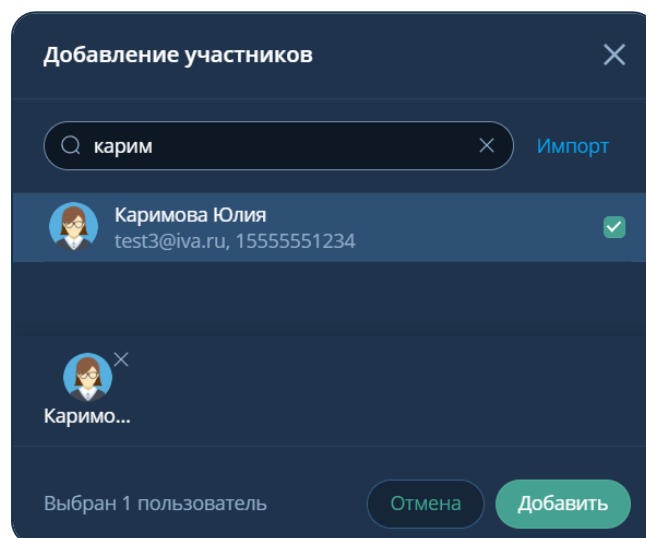 Добавление участников
карим
Импорт
Каримова Юлия
test3@iva.ru, 15555551234
Каримо...
Выбран 1 пользователь
Отмена
Добавить